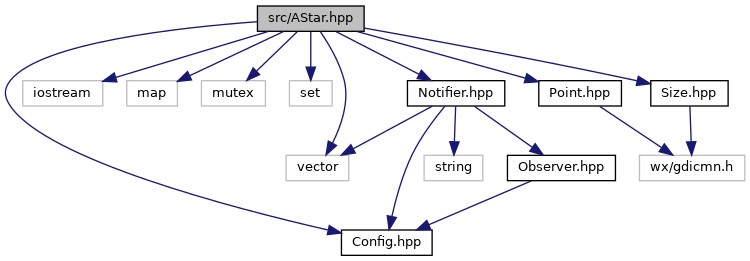 src/AStar.hpp
iostream
map
mutex
set
Notifier.hpp
Point.hpp
Size.hpp
vector
string
Observer.hpp
wx/gdicmn.h
Config.hpp